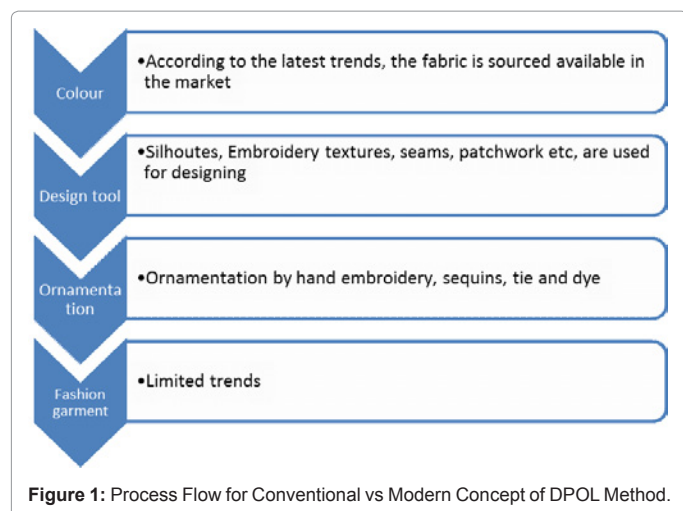 Colour
•According to the latest trends, the fabric is sourced available in
the market
Design tool
•Silhoutes, Embroidery textures, seams, patchwork etc, are used
for designing
Ornamenta
tion
•Ornamentation by hand embroidery, sequins, tie and dye
Fashion
garment
•Limited trends
Figure 1: Process Flow for Conventional vs Modern Concept of DPOL Method.